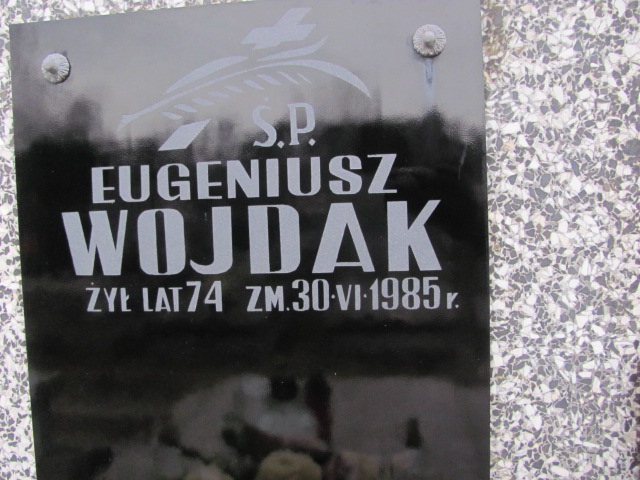 Ś.P.
EUGENIUSZ
WOJDAK
ŻYŁ LAT 74 ZM. 30·VI·1985 r.